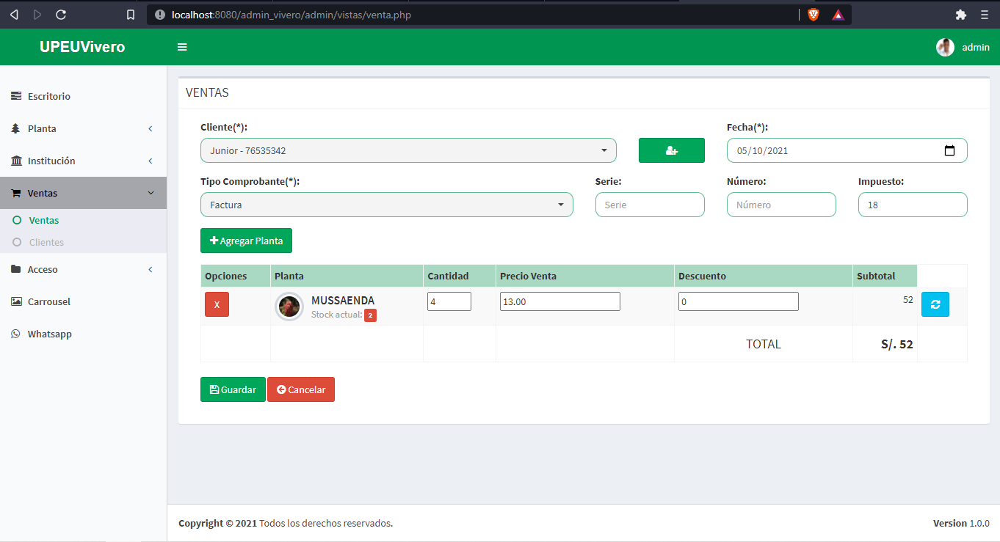 localhost:8080/admin_vivero/admin/vistas/venta.php
UPEUVivero
admin
Escritorio
Planta
Institución
Ventas
Ventas
Clientes
Acceso
Carrousel
Whatsapp
VENTAS
Cliente(*): Fecha(*):
Junior - 76535342 05/10/2021
Tipo Comprobante(*): Serie: Número: Impuesto:
Factura Serie Número 18
Agregar Planta
Opciones Planta Cantidad Precio Venta Descuento Subtotal
X MUSSAENDA 4 13.00 0 52
Stock actual: 2
TOTAL S/. 52
Guardar Cancelar
Copyright © 2021 Todos los derechos reservados. Version 1.0.0